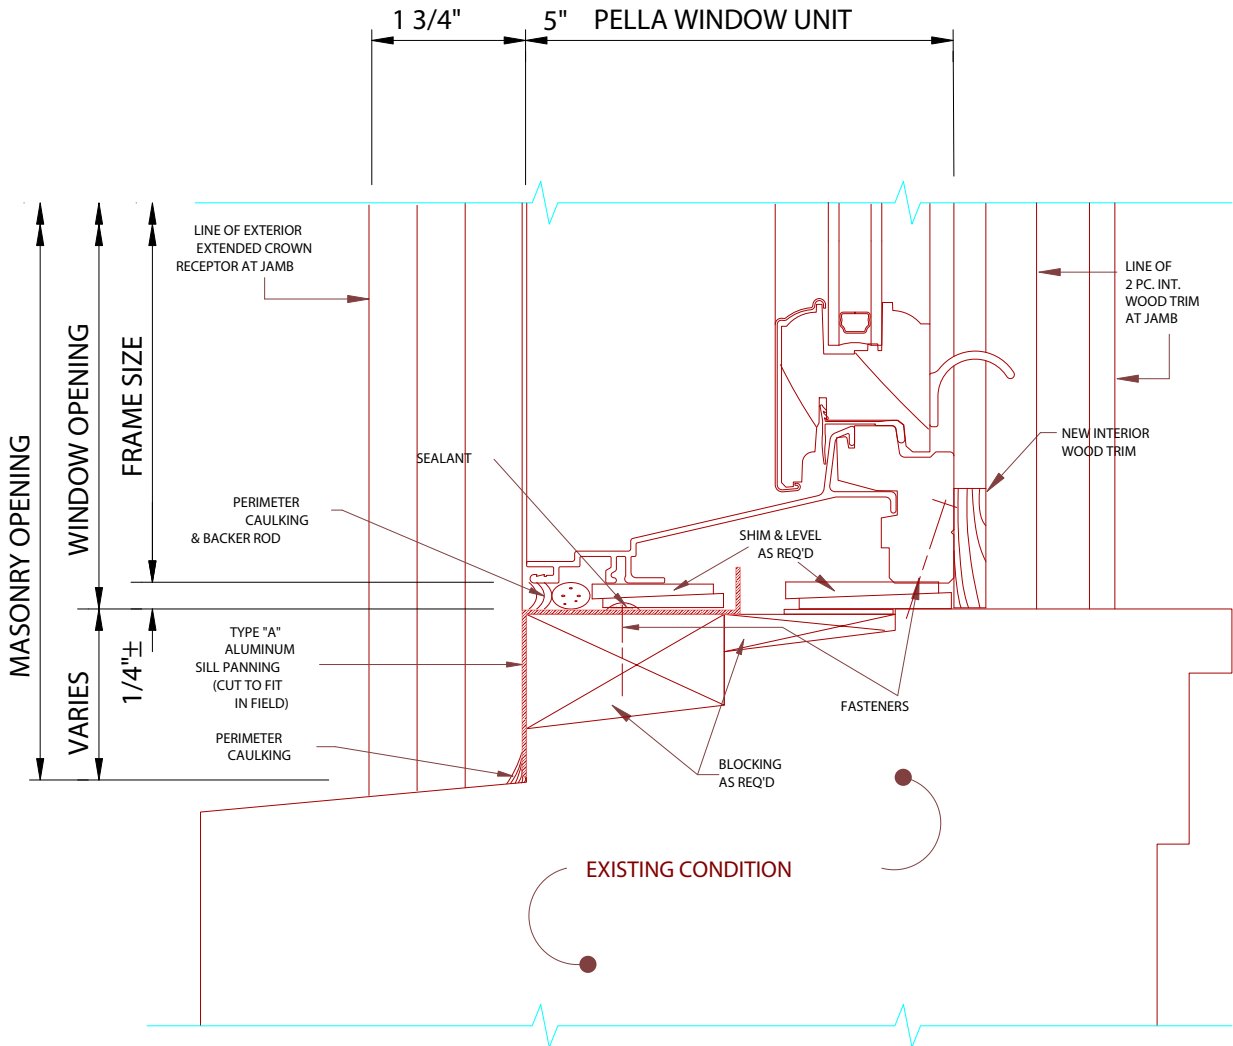 1 3/4"
5" PELLA WINDOW UNIT
LINE OF EXTERIOR
EXTENDED CROWN
RECEPTOR AT JAMB
LINE OF
2 PC. INT.
WOOD TRIM
AT JAMB
MASONRY OPENING
WINDOW OPENING
FRAME SIZE
SEALANT
NEW INTERIOR
WOOD TRIM
PERIMETER
CAULKING
& BACKER ROD
SHIM & LEVEL
AS REQ'D
TYPE "A"
ALUMINUM
SILL PANNING
(CUT TO FIT
IN FIELD)
VARIES
1/4"±
FASTENERS
PERIMETER
CAULKING
BLOCKING
AS REQ'D
EXISTING CONDITION